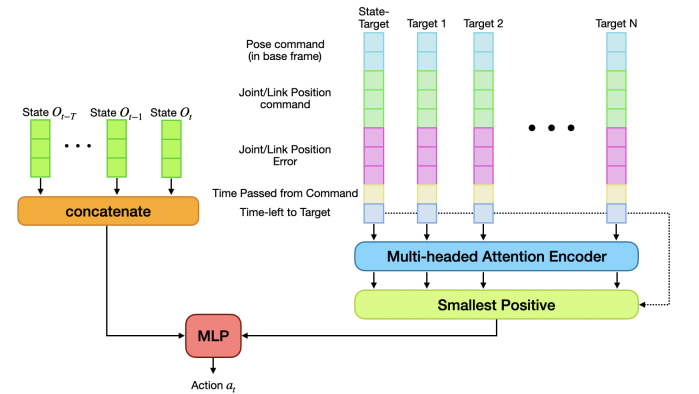 State-
Target
Target 1
Target 2
Target N
Pose command
(in base frame)
Joint/Link Position
command
State O_{t−T}
State O_{t−1}
State O_t
Joint/Link Position
Error
Time Passed from Command
Time-left to Target
concatenate
Multi-headed Attention Encoder
Smallest Positive
MLP
Action a_t